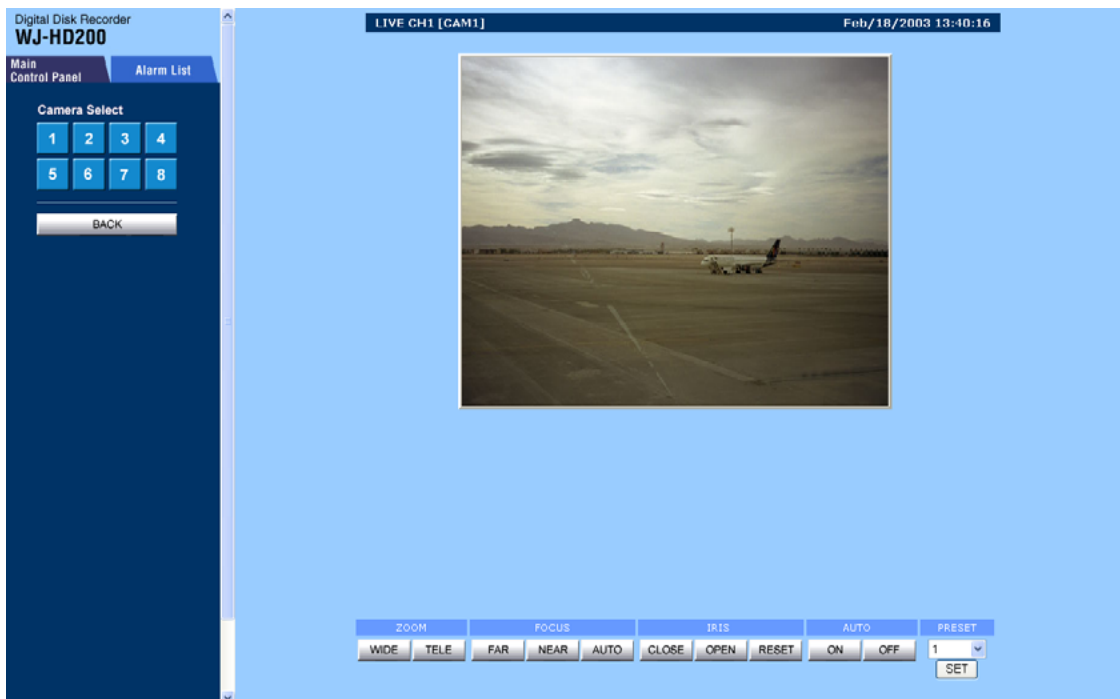 Digital Disk Recorder
WJ-HD200
Main
Control Panel
Alarm List
Camera Select
1 2 3 4
5 6 7 8
BACK
LIVE CH1 [CAM1] Feb/18/2003 13:40:16
ZOOM FOCUS IRIS AUTO PRESET
WIDE TELE FAR NEAR AUTO CLOSE OPEN RESET ON OFF 1
SET